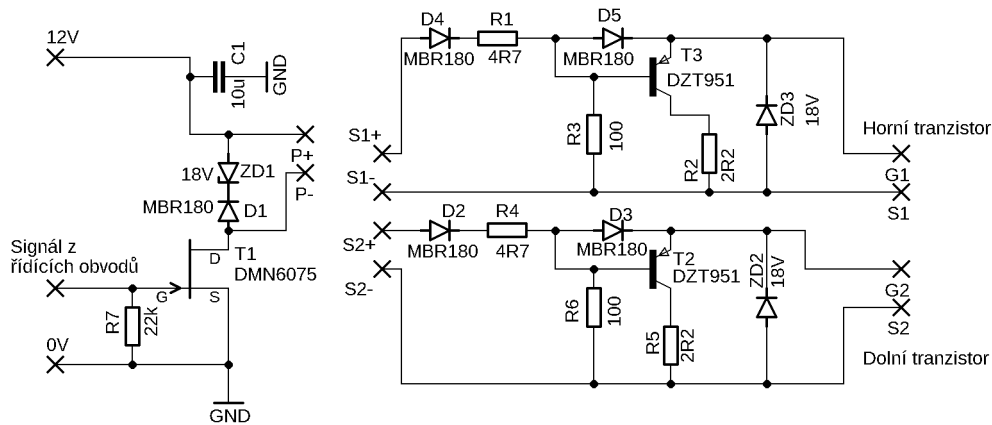 12V
C1
10u
GND
P+
18V
ZD1
P-
MBR180
D1
Signál z
řídících obvodů
D
T1
DMN6075
G
S
R7
22k
0V
GND
D4
R1
D5
MBR180
4R7
MBR180
T3
DZT951
S1+
R3
100
R2
2R2
ZD3
18V
Horní tranzistor
S1-
G1
S1
D2
R4
D3
S2+
MBR180
4R7
MBR180
T2
DZT951
S2-
R6
100
R5
2R2
ZD2
18V
G2
S2
Dolní tranzistor